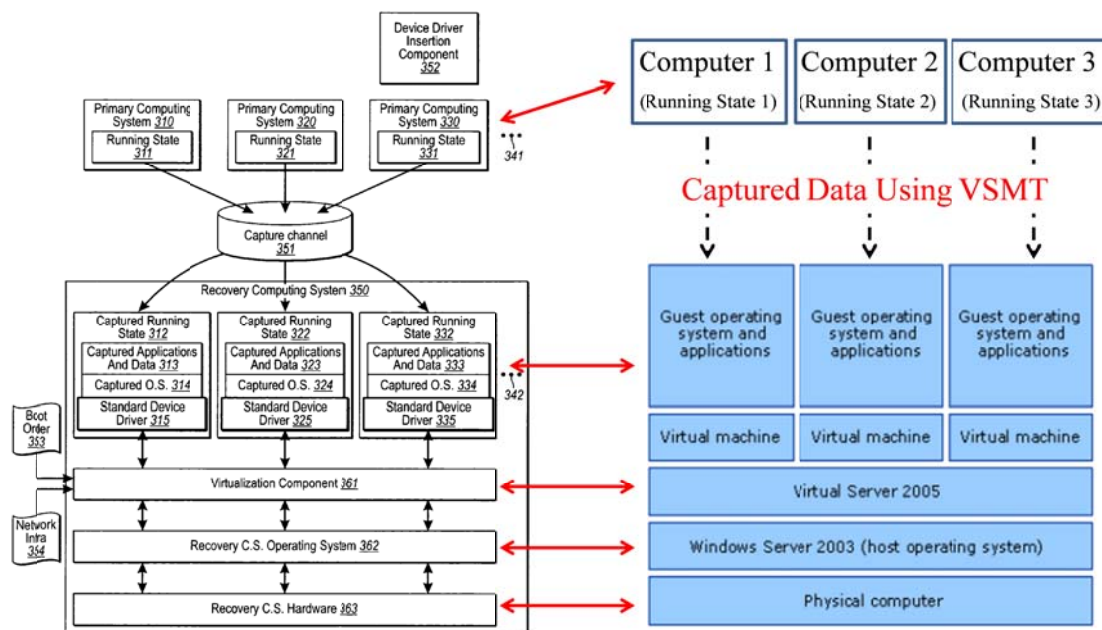 Device Driver
Insertion
Component
352
Primary Computing
System 310
Running State
311
Primary Computing
System 320
Running State
321
Primary Computing
System 330
Running State
331
341
Capture channel
351
Recovery Computing System 350
Captured Running
State 312
Captured Applications
And Data 313
Captured O.S. 314
Standard Device
Driver 315
Captured Running
State 322
Captured Applications
And Data 323
Captured O.S. 324
Standard Device
Driver 325
Captured Running
State 332
Captured Applications
And Data 333
Captured O.S. 334
Standard Device
Driver 335
342
Boot
Order
353
Network
Infra
354
Virtualization Component 361
Recovery C.S. Operating System 362
Recovery C.S. Hardware 363
Computer 1
(Running State 1)
Computer 2
(Running State 2)
Computer 3
(Running State 3)
Captured Data Using VSMT
Guest operating
system and
applications
Guest operating
system and
applications
Guest operating
system and
applications
Virtual machine
Virtual machine
Virtual machine
Virtual Server 2005
Windows Server 2003 (host operating system)
Physical computer